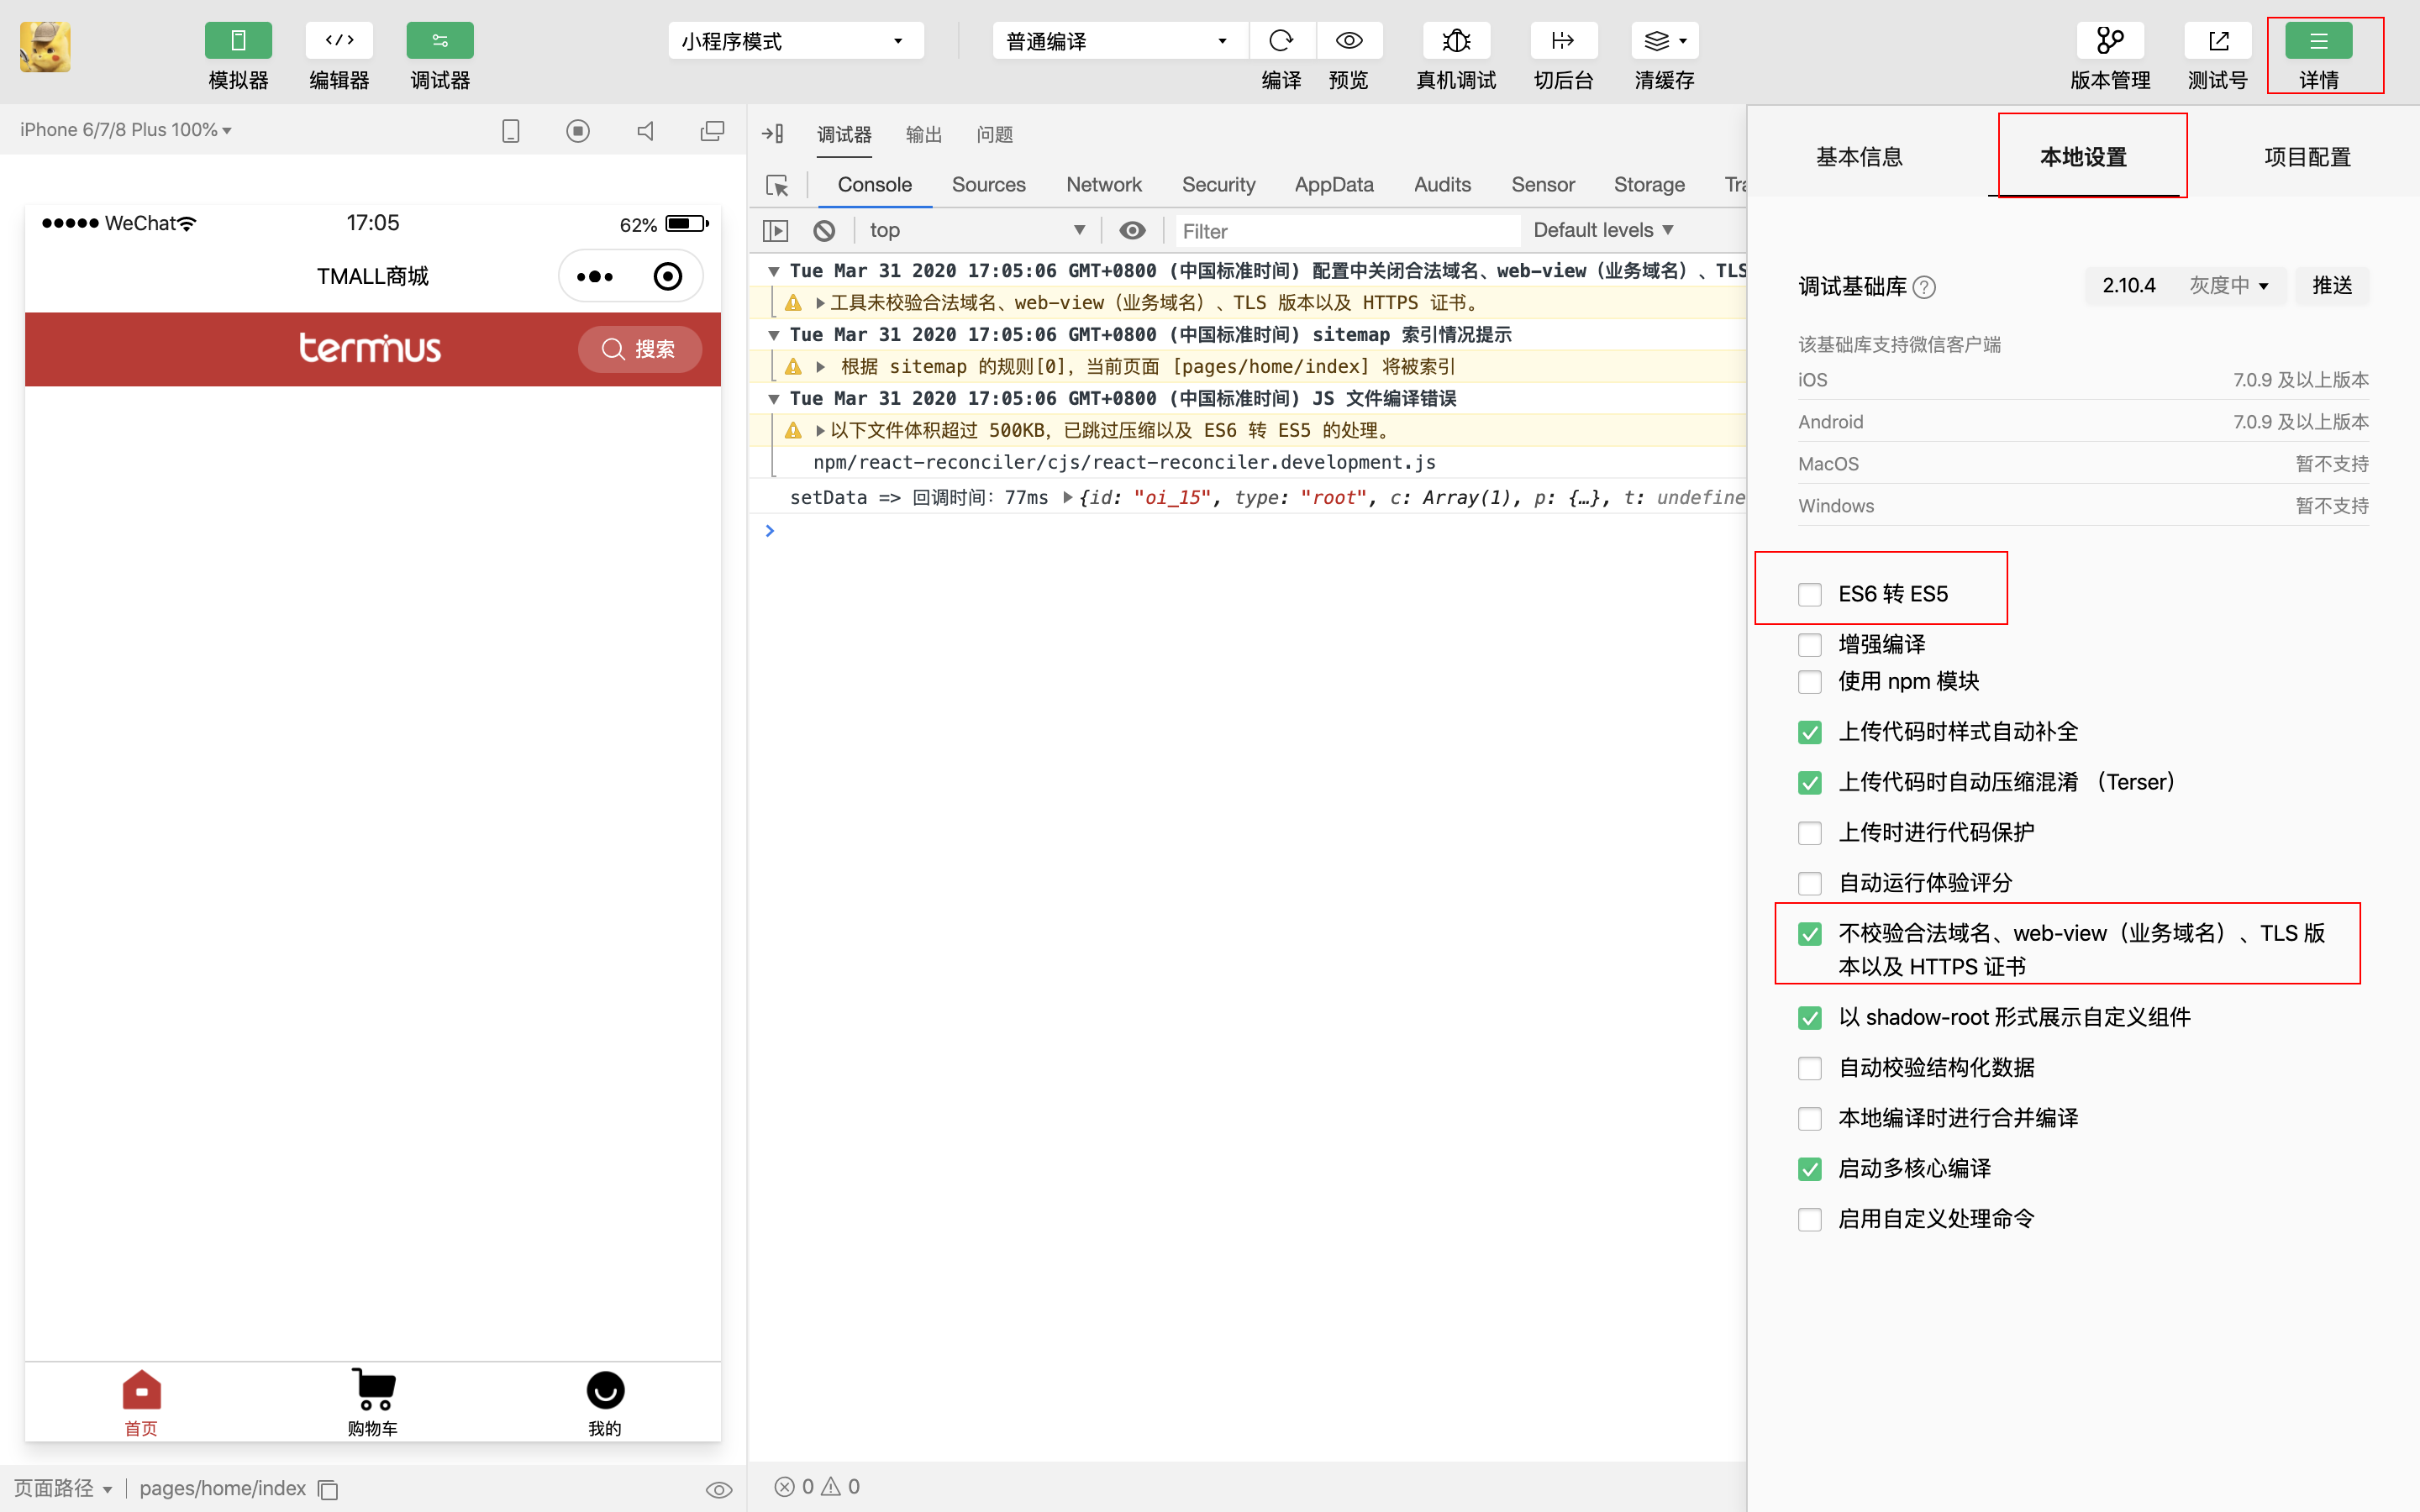 模拟器
编辑器
调试器
小程序模式
普通编译
编译
预览
真机调试
切后台
清缓存
版本管理
测试号
详情
iPhone 6/7/8 Plus 100%
WeChat
17:05
62%
TMALL商城
terminus
搜索
首页
购物车
我的
页面路径
pages/home/index
调试器
输出
问题
Console
Sources
Network
Security
AppData
Audits
Sensor
Storage
Tra
top
Filter
Default levels
Tue Mar 31 2020 17:05:06 GMT+0800 (中国标准时间) 配置中关闭合法域名、web-view（业务域名）、TLS
工具未校验合法域名、web-view（业务域名）、TLS 版本以及 HTTPS 证书。
Tue Mar 31 2020 17:05:06 GMT+0800 (中国标准时间) sitemap 索引情况提示
根据 sitemap 的规则[0]，当前页面 [pages/home/index] 将被索引
Tue Mar 31 2020 17:05:06 GMT+0800 (中国标准时间) JS 文件编译错误
以下文件体积超过 500KB，已跳过压缩以及 ES6 转 ES5 的处理。
npm/react-reconciler/cjs/react-reconciler.development.js
setData => 回调时间：77ms {id: "oi_15", type: "root", c: Array(1), p: {…}, t: undefine
0
0
基本信息
本地设置
项目配置
调试基础库 ?
2.10.4 灰度中
推送
该基础库支持微信客户端
iOS 7.0.9 及以上版本
Android 7.0.9 及以上版本
MacOS 暂不支持
Windows 暂不支持
ES6 转 ES5
增强编译
使用 npm 模块
上传代码时样式自动补全
上传代码时自动压缩混淆 （Terser）
上传时进行代码保护
自动运行体验评分
不校验合法域名、web-view（业务域名）、TLS 版
本以及 HTTPS 证书
以 shadow-root 形式展示自定义组件
自动校验结构化数据
本地编译时进行合并编译
启动多核心编译
启用自定义处理命令